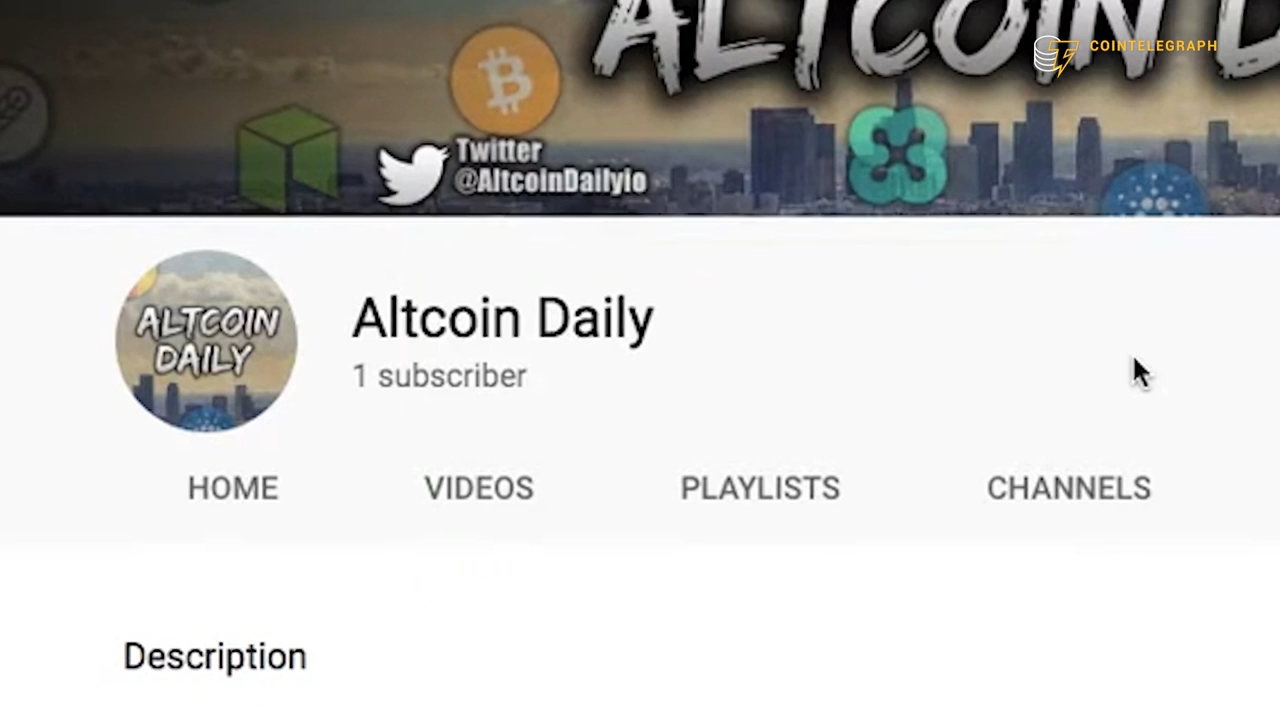 ALTCOIN D
COINTELEGRAPH
Twitter
@AltcoinDailyio
ALTCOIN
DAILY
Altcoin Daily
1 subscriber
HOME
VIDEOS
PLAYLISTS
CHANNELS
Description